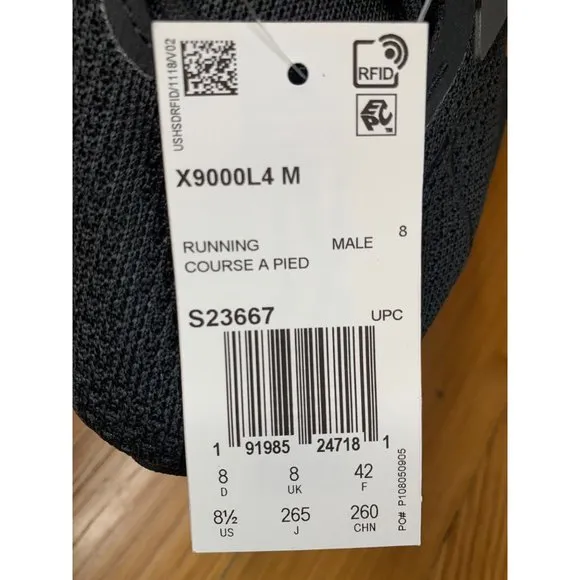 USHSDRFID/1118/V02
RFID
EPC™
X9000L4 M
RUNNING MALE 8
COURSE A PIED
S23667 UPC
1 91985 24718 1
8 8 42
D UK F
8½ 265 260
US J CHN
PO# P108050905